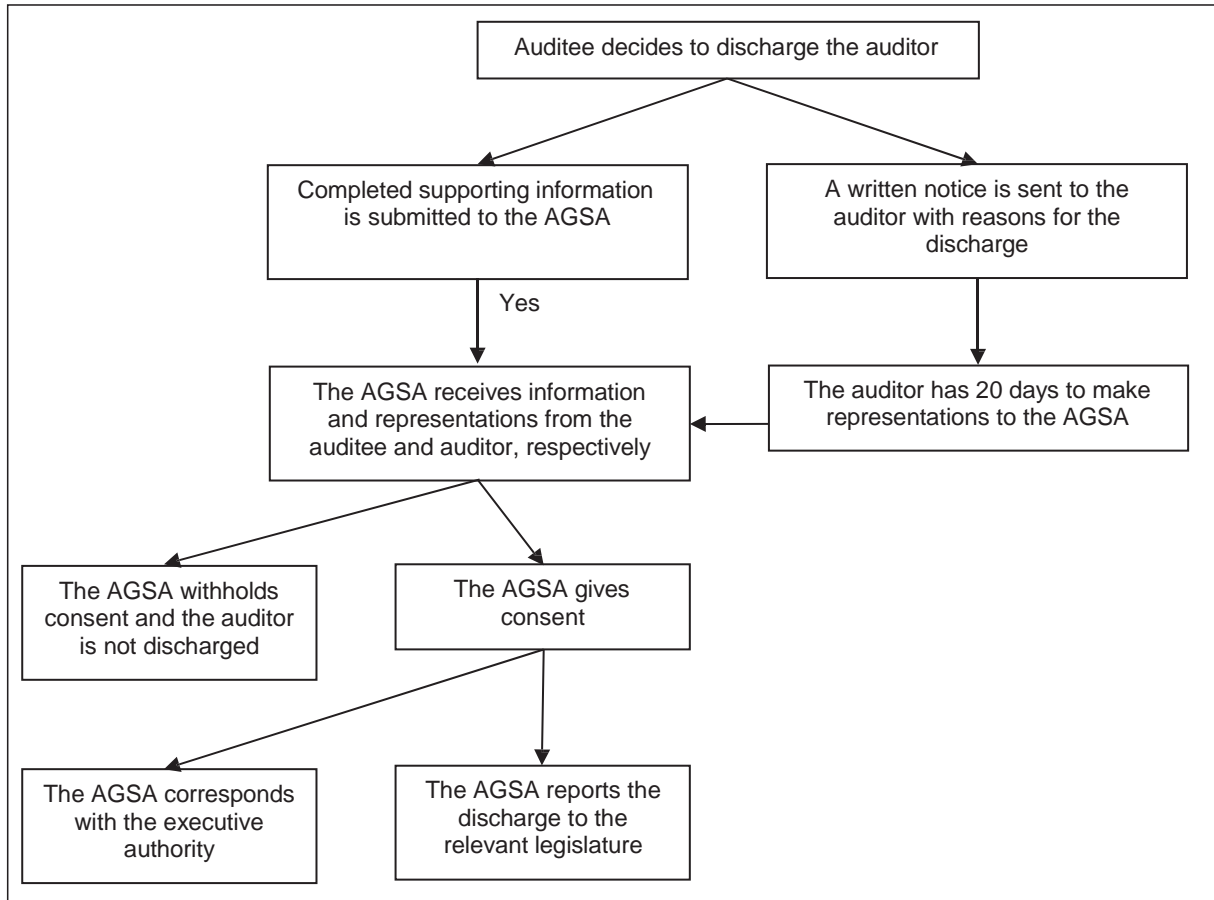 Auditee decides to discharge the auditor
Completed supporting information
is submitted to the AGSA
A written notice is sent to the
auditor with reasons for the
discharge
Yes
The AGSA receives information
and representations from the
auditee and auditor, respectively
The auditor has 20 days to make
representations to the AGSA
The AGSA withholds
consent and the auditor
is not discharged
The AGSA gives
consent
The AGSA corresponds
with the executive
authority
The AGSA reports the
discharge to the
relevant legislature